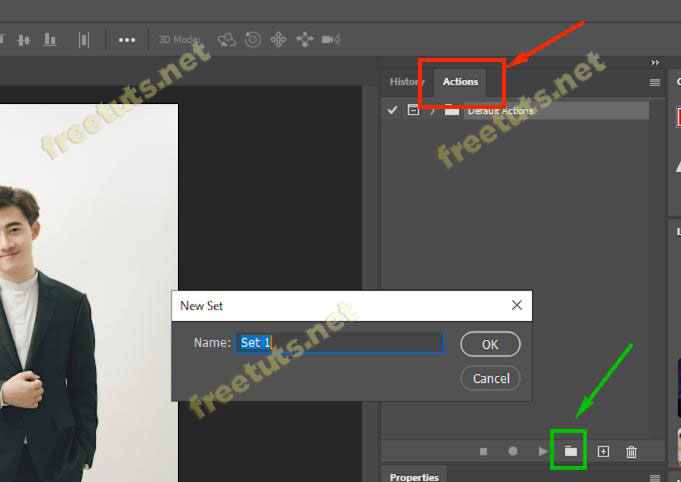 3D Mode:
freetuts.net
History
Actions
Default Actions
freetuts.net
New Set
Name:
Set 1
OK
Cancel
freetuts.net
Properties